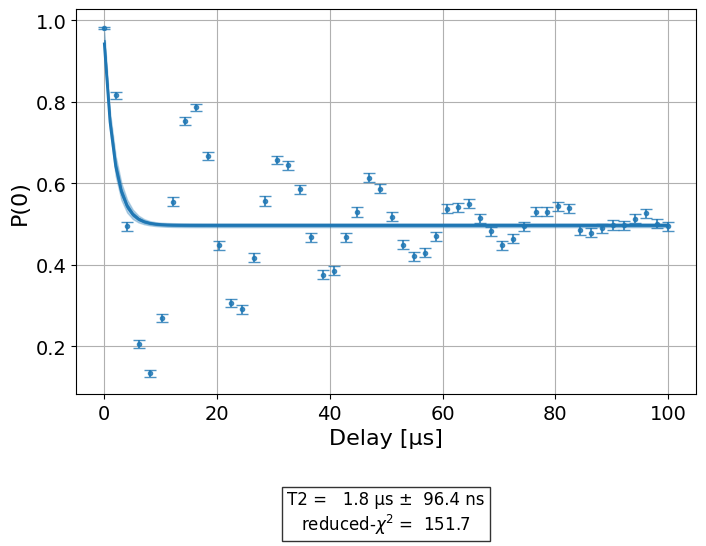 1.0
0.8
0.6
0.4
0.2
P(0)
0 20 40 60 80 100
Delay [μs]
T2 = 1.8 μs ± 96.4 ns
reduced-χ² = 151.7